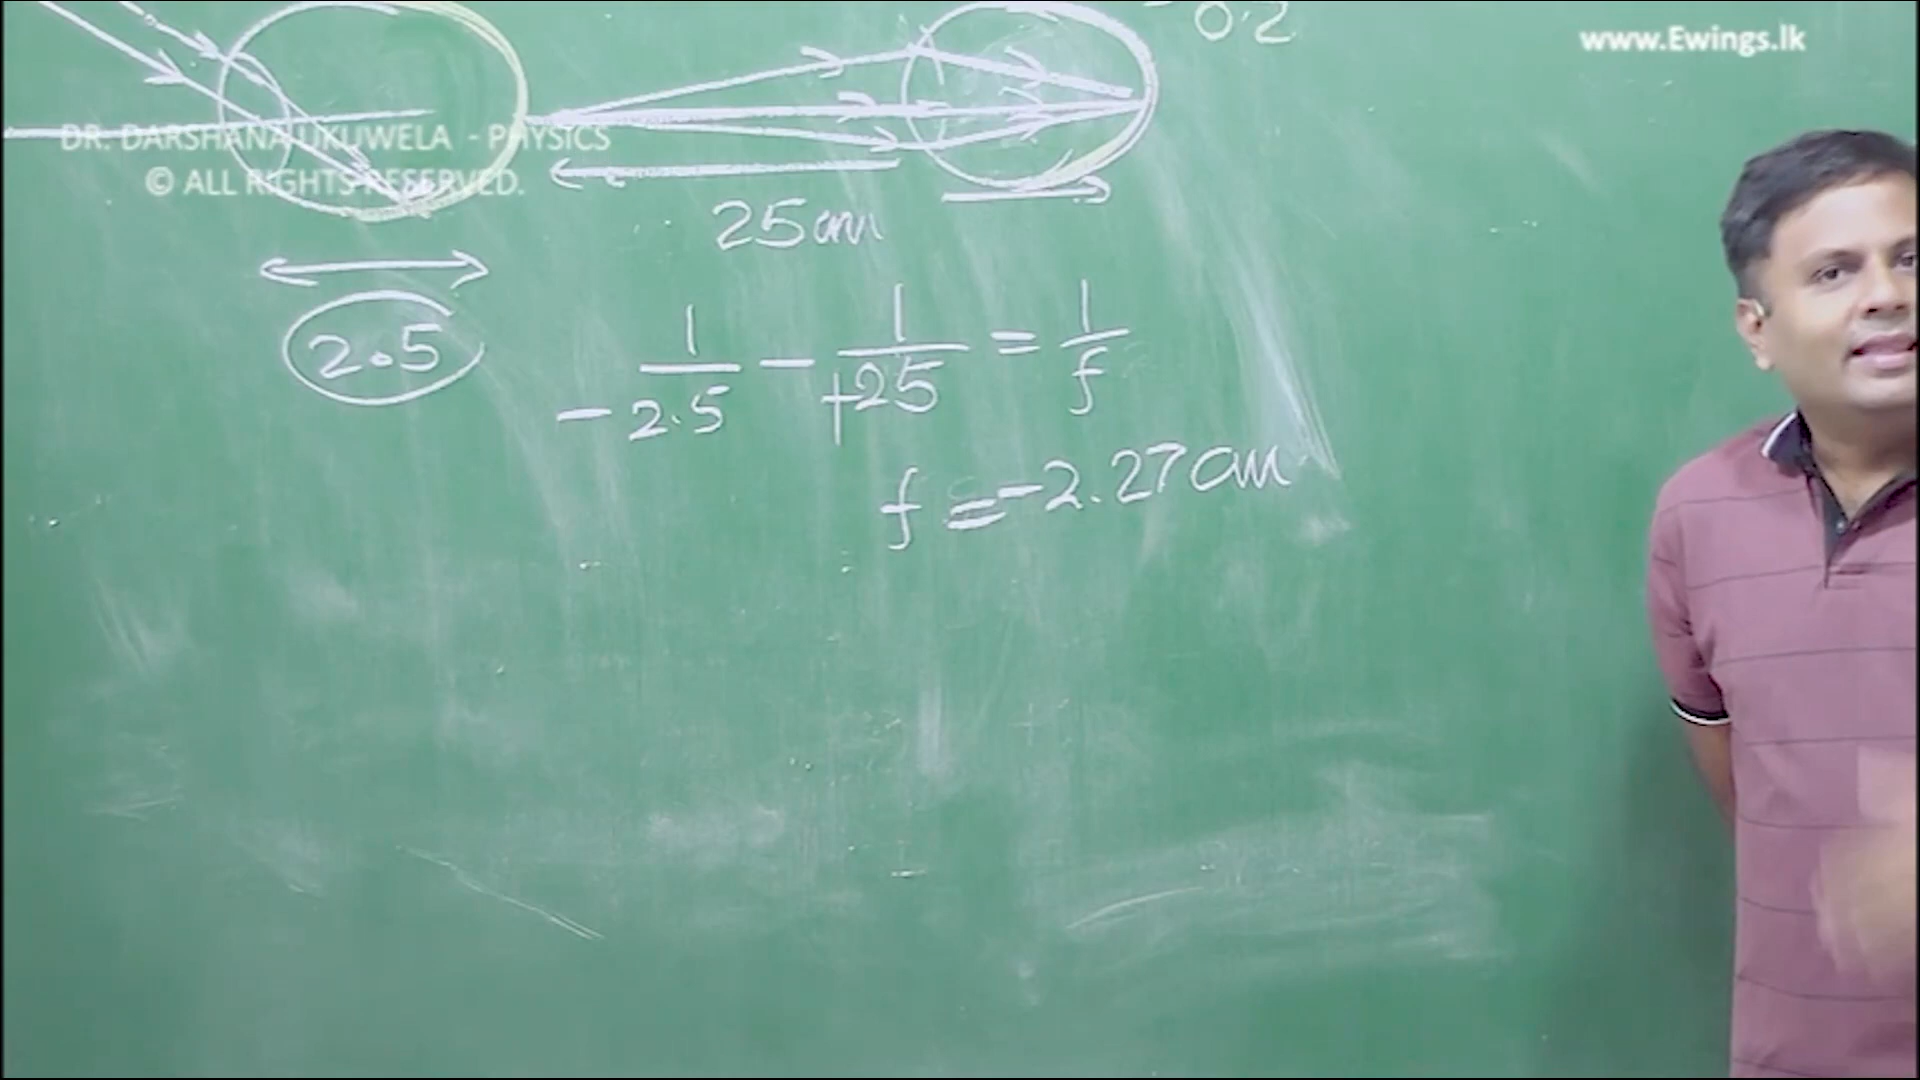 -0.2
www.Ewings.lk
DR. DARSHANA UKUWELA - PHYSICS
© ALL RIGHTS RESERVED.
25cm
2.5
1/-2.5 - 1/+25 = 1/f
f = -2.27cm